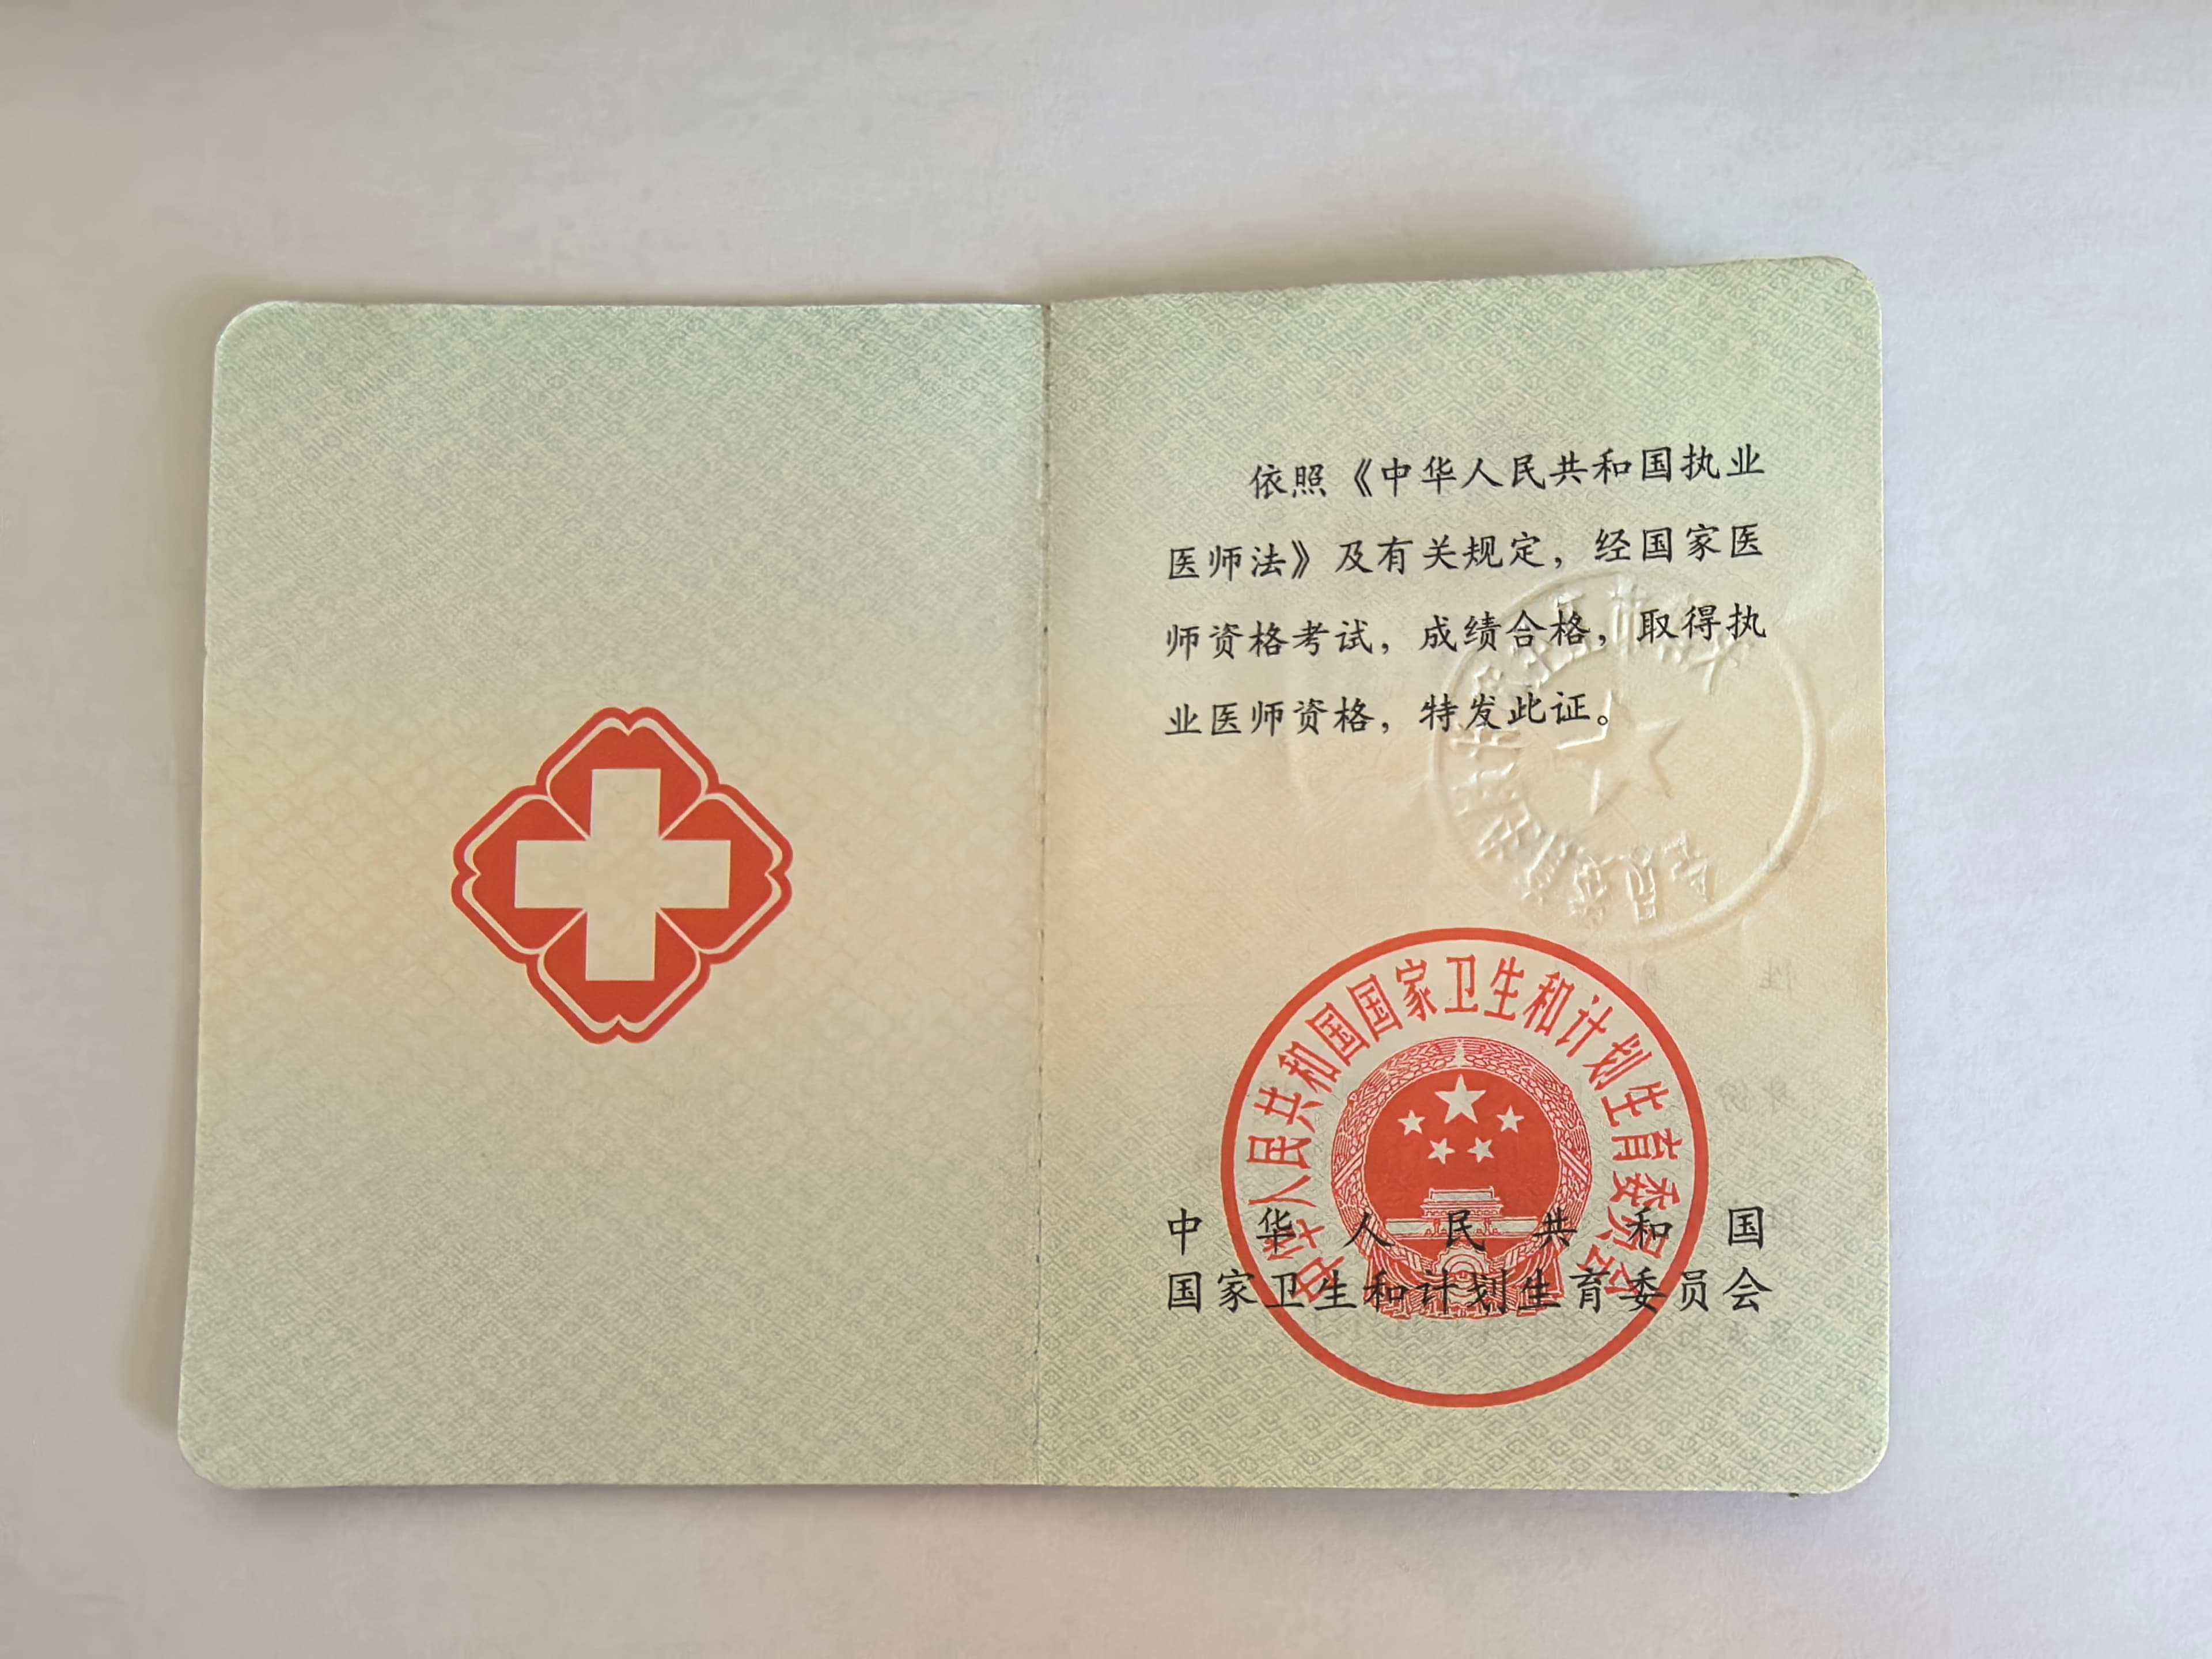 依照《中华人民共和国执业
医师法》及有关规定，经国家医
师资格考试，成绩合格，取得执
业医师资格，特发此证。
中华人民共和国国家卫生和计划生育委员会
中华人民共和国
国家卫生和计划生育委员会